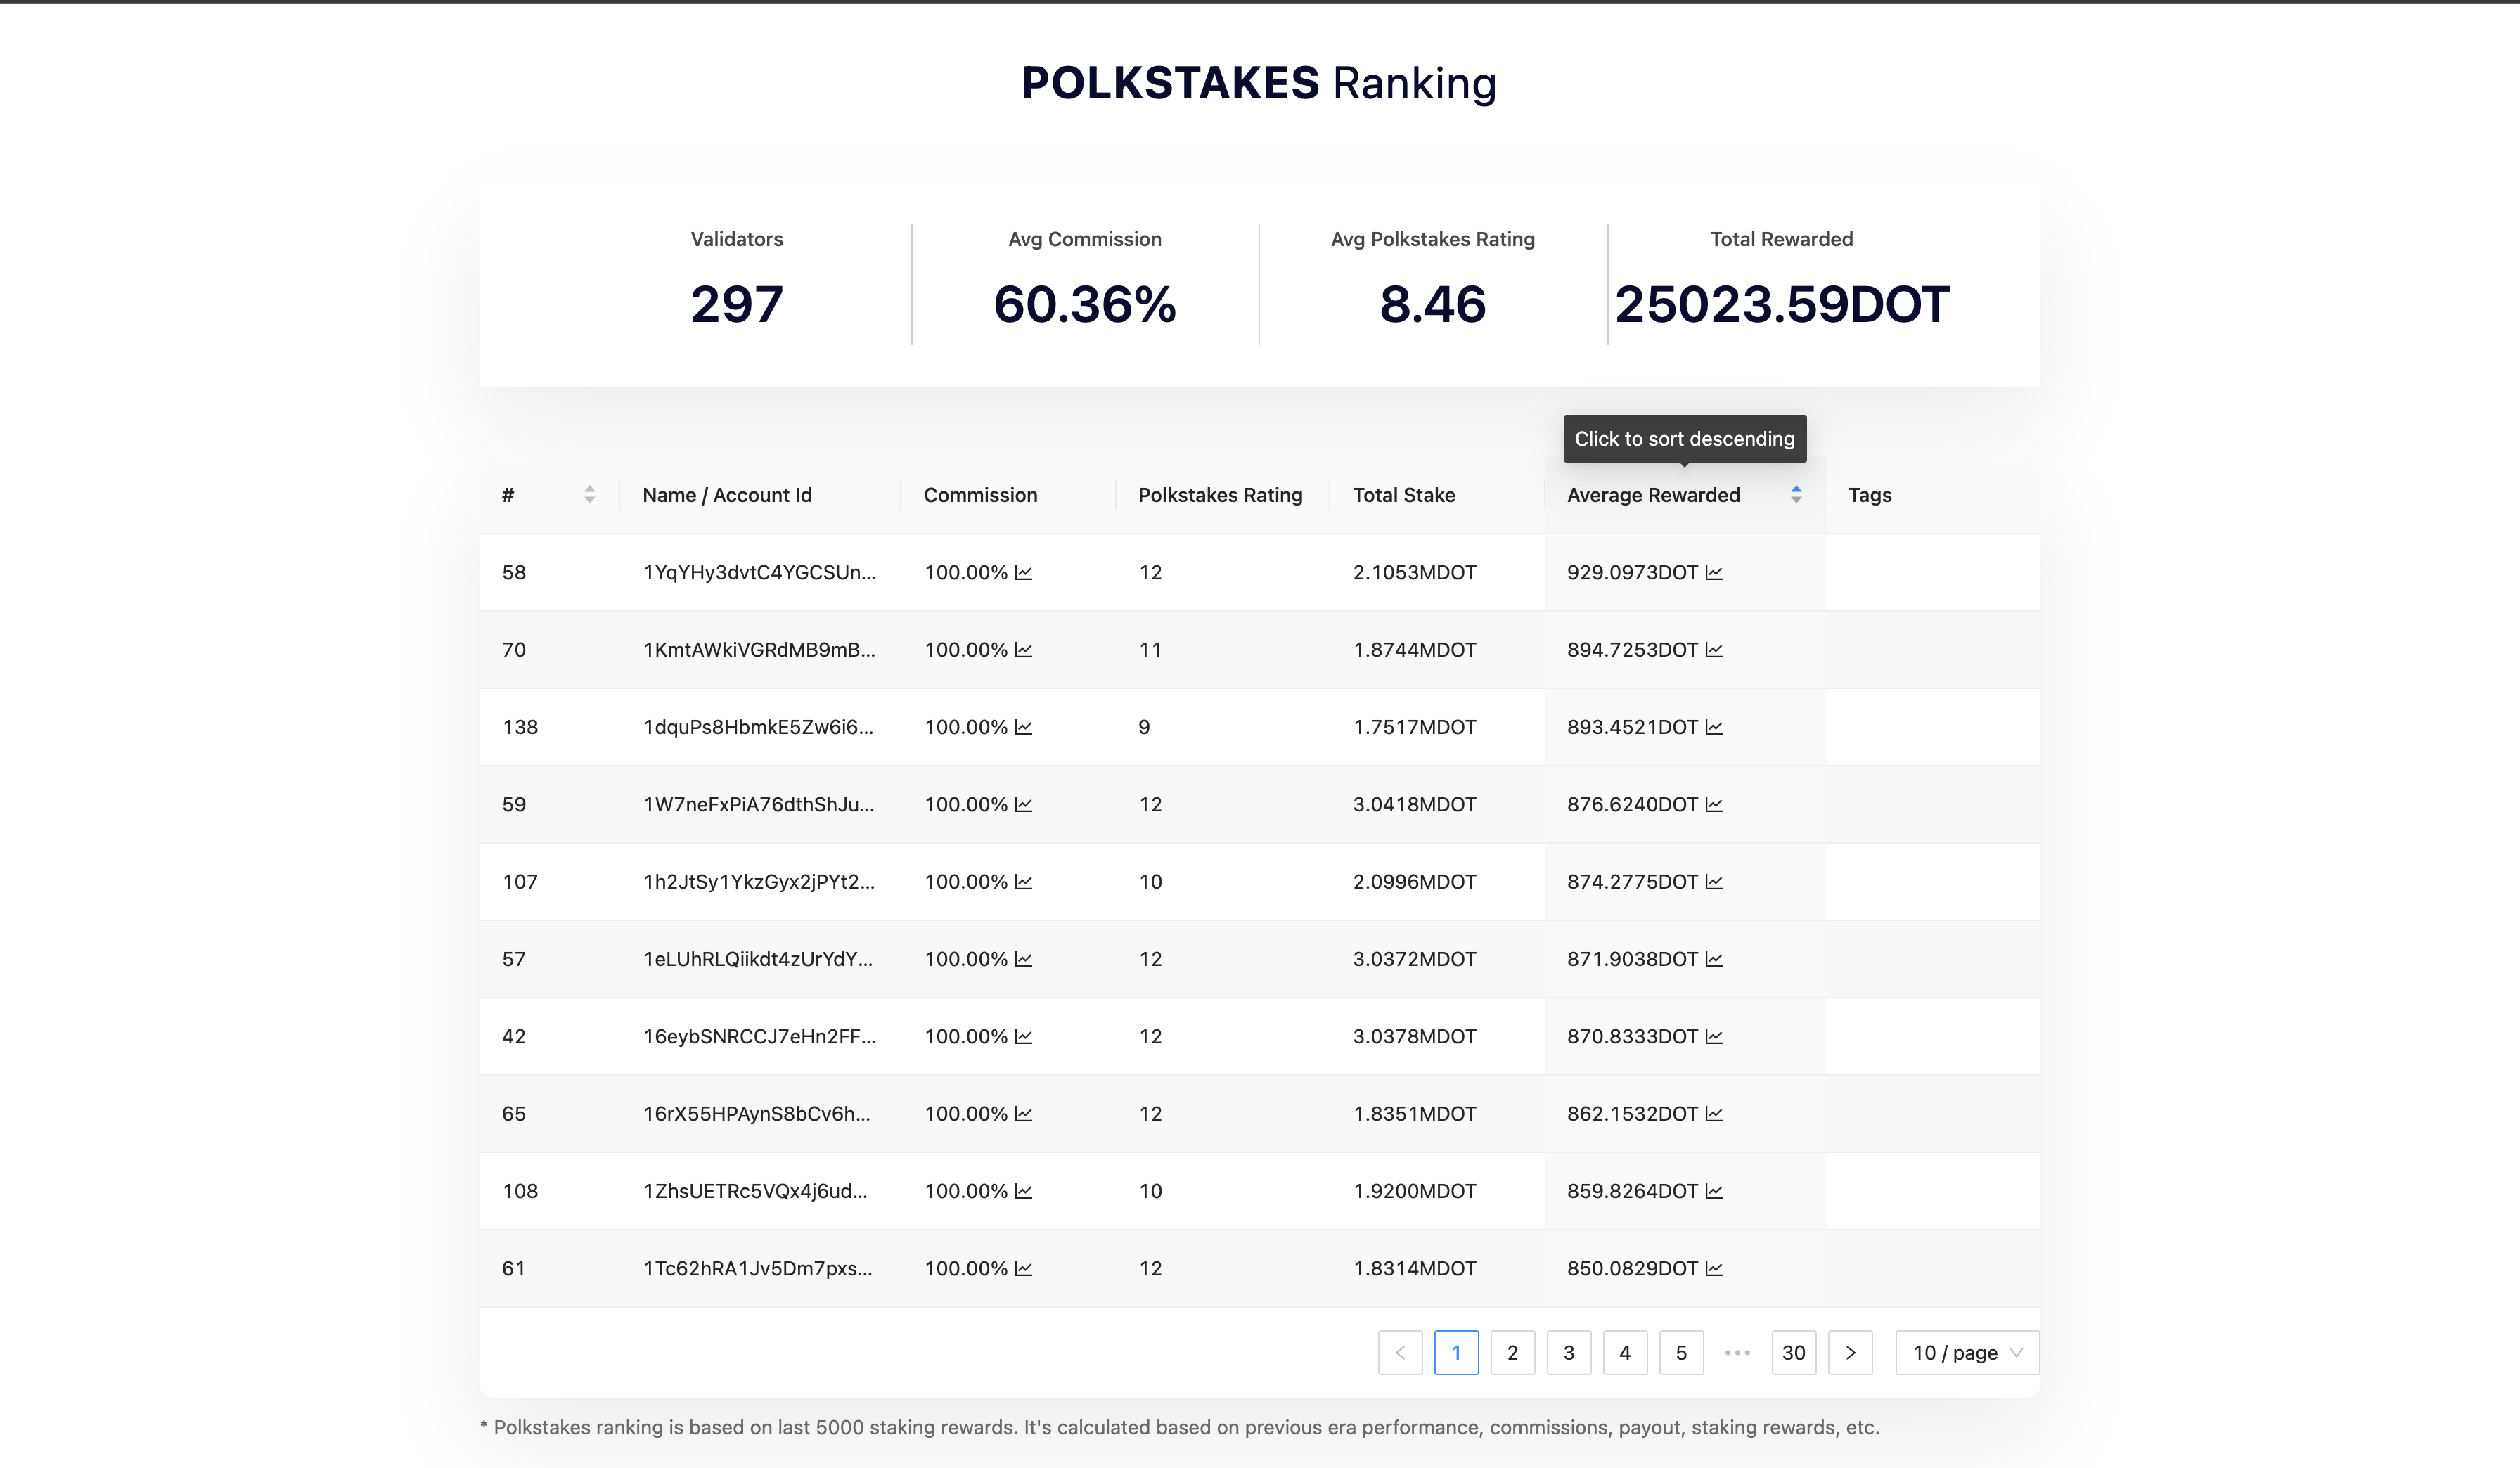 POLKSTAKES Ranking
Validators
297
Avg Commission
60.36%
Avg Polkstakes Rating
8.46
Total Rewarded
25023.59DOT
Click to sort descending
# Name / Account Id Commission Polkstakes Rating Total Stake Average Rewarded Tags
58 1YqYHy3dvtC4YGCSUn... 100.00% 12 2.1053MDOT 929.0973DOT
70 1KmtAWkiVGRdMB9mB... 100.00% 11 1.8744MDOT 894.7253DOT
138 1dquPs8HbmkE5Zw6i6... 100.00% 9 1.7517MDOT 893.4521DOT
59 1W7neFxPiA76dthShJu... 100.00% 12 3.0418MDOT 876.6240DOT
107 1h2JtSy1YkzGyx2jPYt2... 100.00% 10 2.0996MDOT 874.2775DOT
57 1eLUhRLQiikdt4zUrYdY... 100.00% 12 3.0372MDOT 871.9038DOT
42 16eybSNRCCJ7eHn2FF... 100.00% 12 3.0378MDOT 870.8333DOT
65 16rX55HPAynS8bCv6h... 100.00% 12 1.8351MDOT 862.1532DOT
108 1ZhsUETRc5VQx4j6ud... 100.00% 10 1.9200MDOT 859.8264DOT
61 1Tc62hRA1Jv5Dm7pxs... 100.00% 12 1.8314MDOT 850.0829DOT
< 1 2 3 4 5 ••• 30 > 10 / page
* Polkstakes ranking is based on last 5000 staking rewards. It's calculated based on previous era performance, commissions, payout, staking rewards, etc.